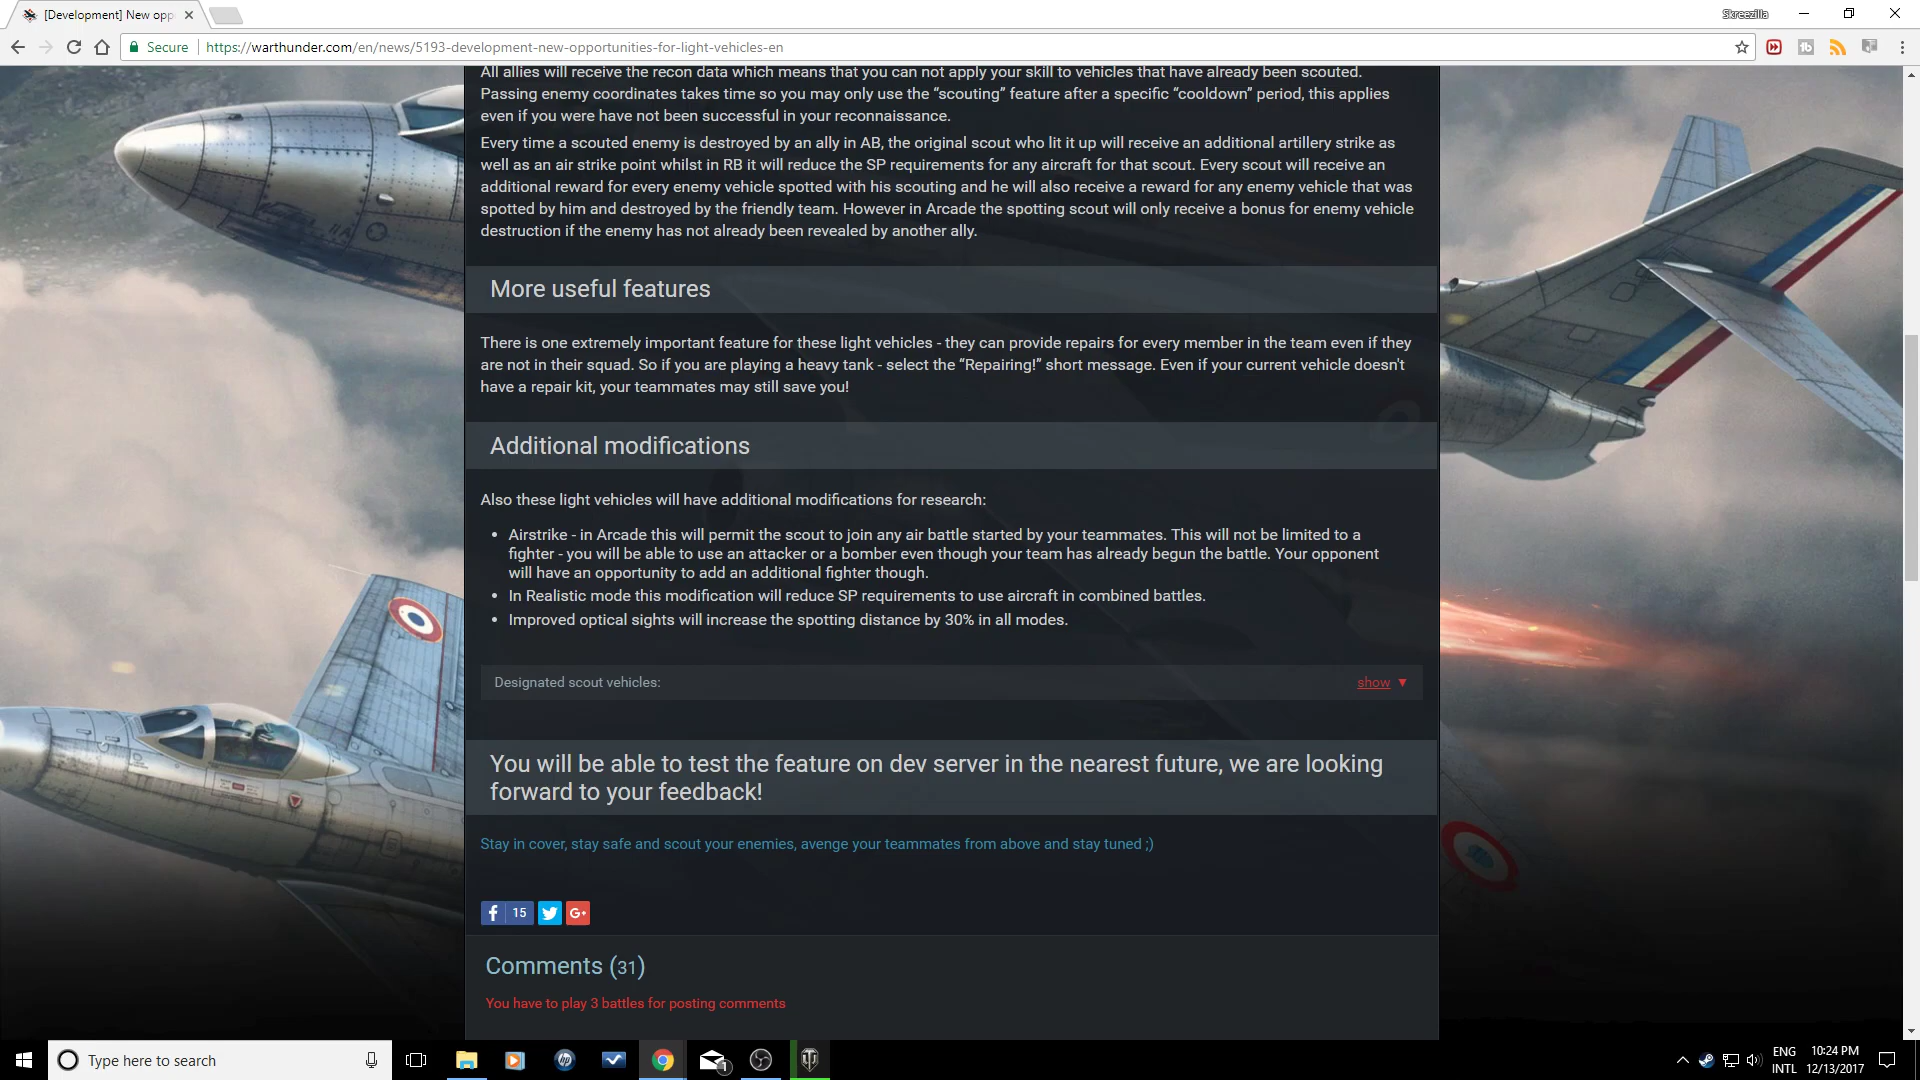 [Development] New opp
Skreezilla
Secure
https://warthunder.com/en/news/5193-development-new-opportunities-for-light-vehicles-en
All allies will receive the recon data which means that you can not apply your skill to vehicles that have already been scouted.
Passing enemy coordinates takes time so you may only use the “scouting” feature after a specific “cooldown” period, this applies
even if you were have not been successful in your reconnaissance.
Every time a scouted enemy is destroyed by an ally in AB, the original scout who lit it up will receive an additional artillery strike as
well as an air strike point whilst in RB it will reduce the SP requirements for any aircraft for that scout. Every scout will receive an
additional reward for every enemy vehicle spotted with his scouting and he will also receive a reward for any enemy vehicle that was
spotted by him and destroyed by the friendly team. However in Arcade the spotting scout will only receive a bonus for enemy vehicle
destruction if the enemy has not already been revealed by another ally.
More useful features
There is one extremely important feature for these light vehicles - they can provide repairs for every member in the team even if they
are not in their squad. So if you are playing a heavy tank - select the “Repairing!” short message. Even if your current vehicle doesn't
have a repair kit, your teammates may still save you!
Additional modifications
Also these light vehicles will have additional modifications for research:
• Airstrike - in Arcade this will permit the scout to join any air battle started by your teammates. This will not be limited to a
fighter - you will be able to use an attacker or a bomber even though your team has already begun the battle. Your opponent
will have an opportunity to add an additional fighter though.
• In Realistic mode this modification will reduce SP requirements to use aircraft in combined battles.
• Improved optical sights will increase the spotting distance by 30% in all modes.
Designated scout vehicles:
show ▼
You will be able to test the feature on dev server in the nearest future, we are looking
forward to your feedback!
Stay in cover, stay safe and scout your enemies, avenge your teammates from above and stay tuned ;)
f 15
G+
Comments (31)
You have to play 3 battles for posting comments
Type here to search
hp
1
ENG
INTL
10:24 PM
12/13/2017